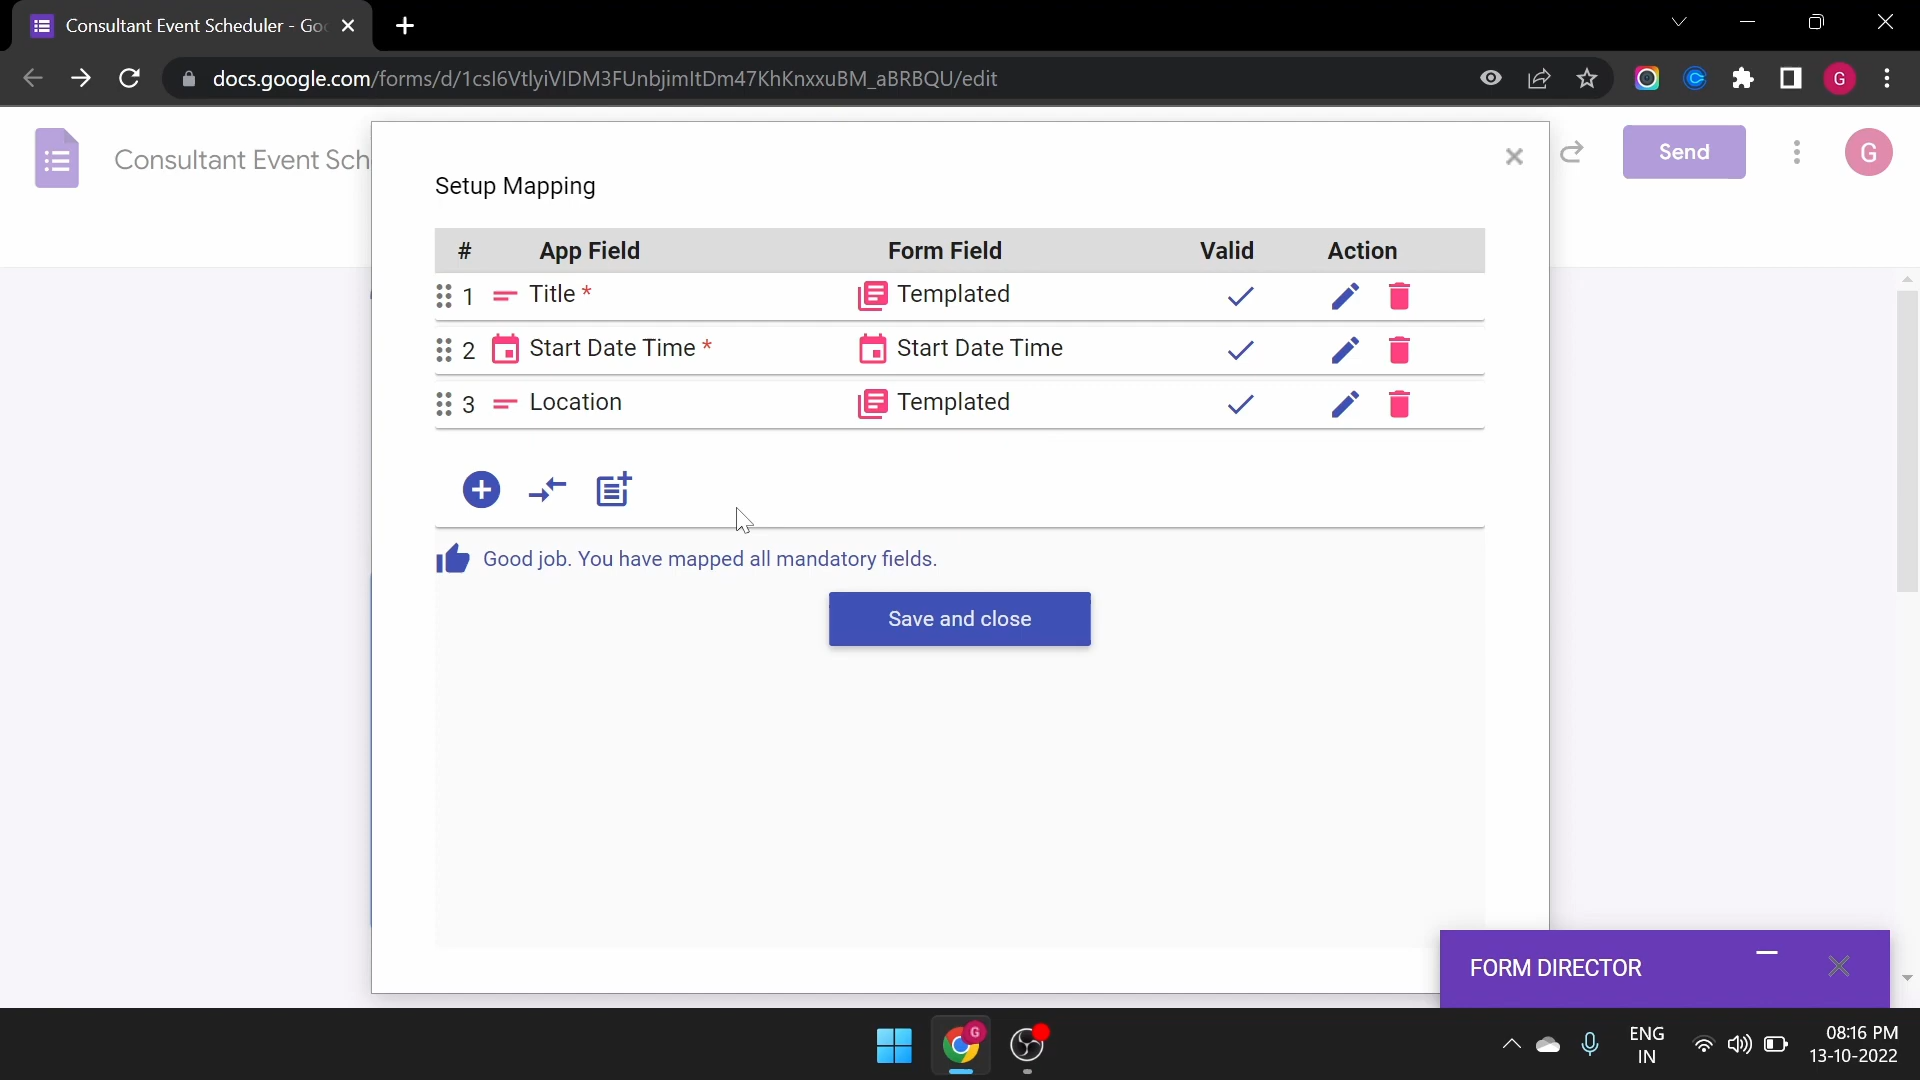 Consultant Event Scheduler - Go
docs.google.com/forms/d/1csl6VtlyiVIDM3FUnbjimltDm47KhKnxxuBM_aBRBQU/edit
G
Consultant Event Sch
Send
G
Setup Mapping
# App Field Form Field Valid Action
1 Title * Templated
2 Start Date Time * Start Date Time
3 Location Templated
Good job. You have mapped all mandatory fields.
Save and close
FORM DIRECTOR
G
ENG
IN
08:16 PM
13-10-2022